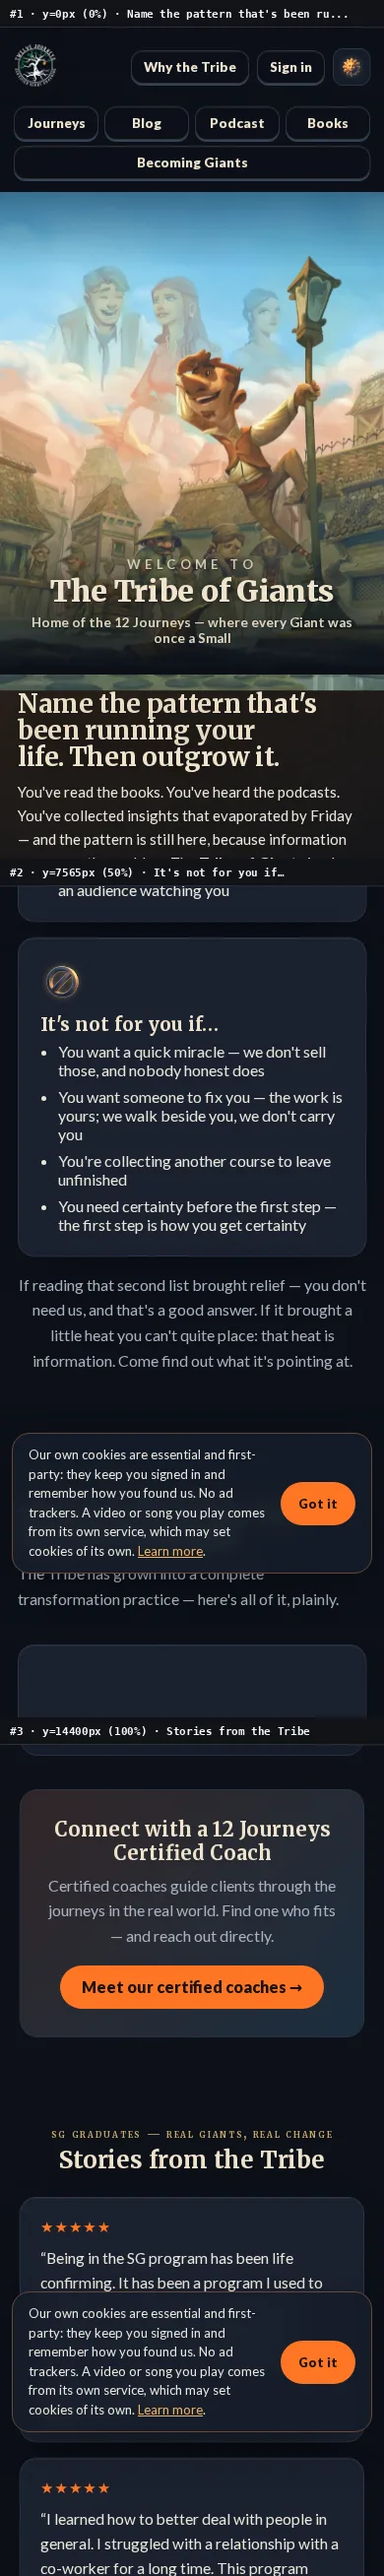 #1 · y=0px (0%) · Name the pattern that's been ru...
Why the Tribe
Sign in
Journeys
Blog
Podcast
Books
Becoming Giants
WELCOME TO
The Tribe of Giants
Home of the 12 Journeys — where every Giant was
once a Small
Name the pattern that's
been running your
life. Then outgrow it.
You've read the books. You've heard the podcasts.
You've collected insights that evaporated by Friday
— and the pattern is still here, because information
#2 · y=7565px (50%) · It's not for you if…
an audience watching you
It's not for you if…
• You want a quick miracle — we don't sell
those, and nobody honest does
• You want someone to fix you — the work is
yours; we walk beside you, we don't carry
you
• You're collecting another course to leave
unfinished
• You need certainty before the first step —
the first step is how you get certainty
If reading that second list brought relief — you don't
need us, and that's a good answer. If it brought a
little heat you can't quite place: that heat is
information. Come find out what it's pointing at.
Our own cookies are essential and first-
party: they keep you signed in and
remember how you found us. No ad
trackers. A video or song you play comes
from its own service, which may set
cookies of its own. Learn more.
Got it
The Tribe has grown into a complete
transformation practice — here's all of it, plainly.
#3 · y=14400px (100%) · Stories from the Tribe
Connect with a 12 Journeys
Certified Coach
Certified coaches guide clients through the
journeys in the real world. Find one who fits
— and reach out directly.
Meet our certified coaches →
SG GRADUATES — REAL GIANTS, REAL CHANGE
Stories from the Tribe
★★★★★
“Being in the SG program has been life
confirming. It has been a program I used to
Our own cookies are essential and first-
party: they keep you signed in and
remember how you found us. No ad
trackers. A video or song you play comes
from its own service, which may set
cookies of its own. Learn more.
Got it
★★★★★
“I learned how to better deal with people in
general. I struggled with a relationship with a
co-worker for a long time. This program